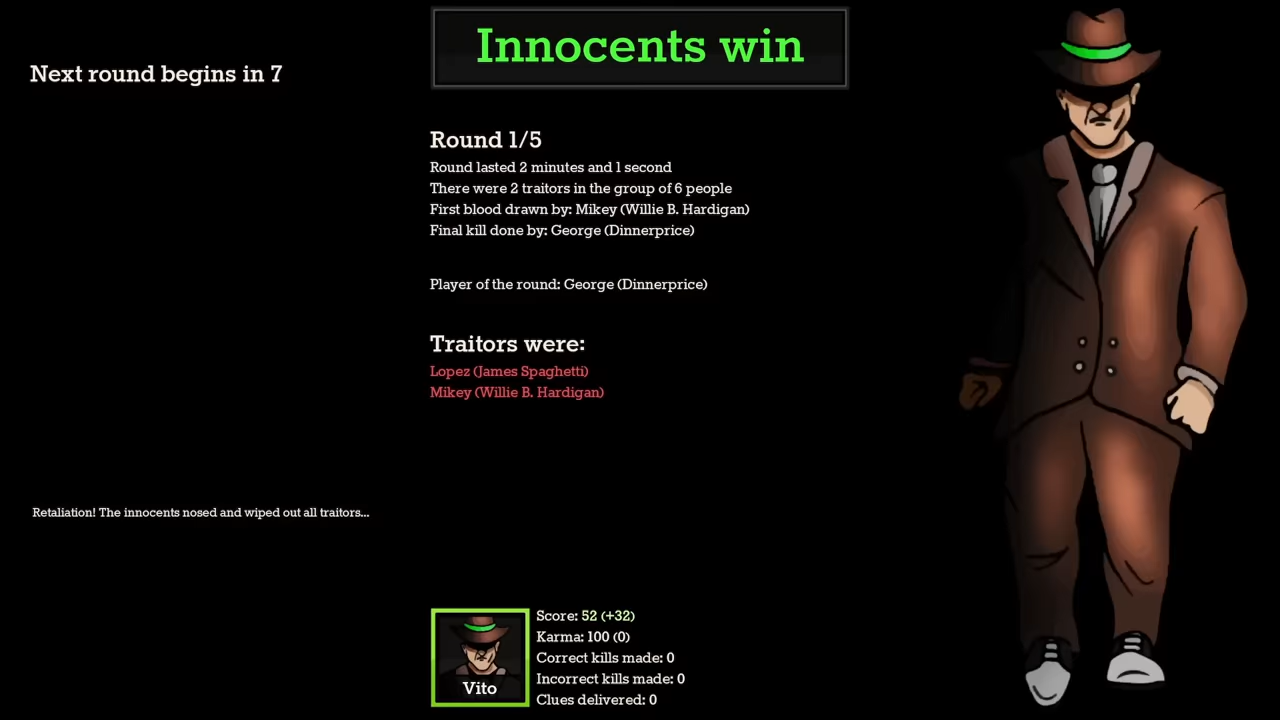 Next round begins in 7
Innocents win
Round 1/5
Round lasted 2 minutes and 1 second
There were 2 traitors in the group of 6 people
First blood drawn by: Mikey (Willie B. Hardigan)
Final kill done by: George (Dinnerprice)
Player of the round: George (Dinnerprice)
Traitors were:
Lopez (James Spaghetti)
Mikey (Willie B. Hardigan)
Retaliation! The innocents nosed and wiped out all traitors...
Vito
Score: 52 (+32)
Karma: 100 (0)
Correct kills made: 0
Incorrect kills made: 0
Clues delivered: 0